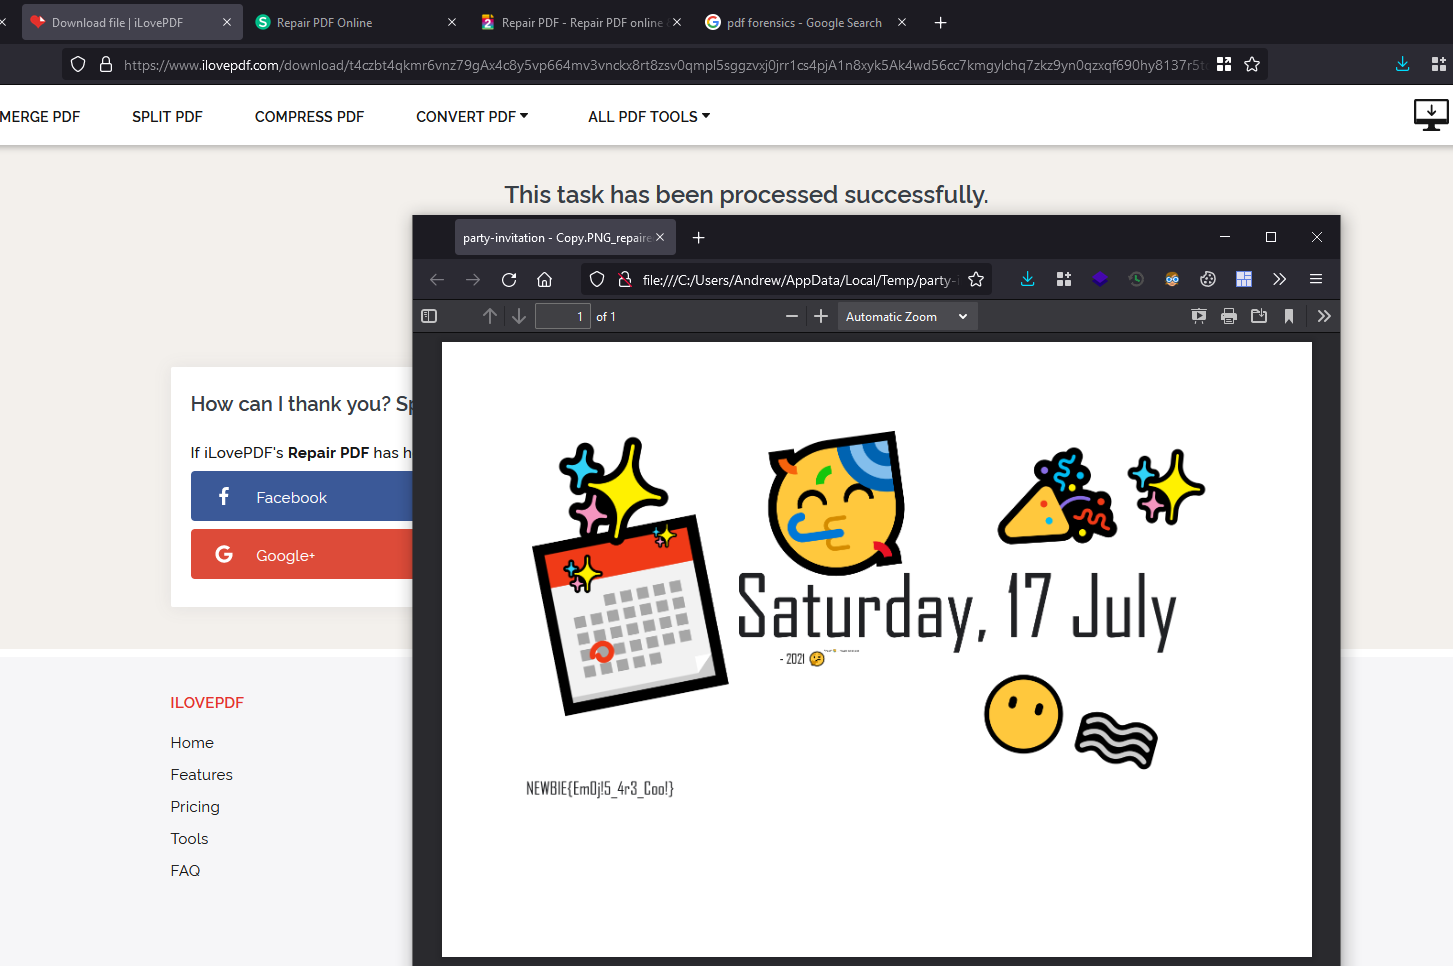 Download file | iLovePDF
Repair PDF Online
Repair PDF - Repair PDF online
pdf forensics - Google Search
https://www.ilovepdf.com/download/
MERGE PDF
SPLIT PDF
COMPRESS PDF
CONVERT PDF
ALL PDF TOOLS
This task has been processed successfully.
party-invitation - Copy.PNG_repaire
file:///C:/Users/Andrew/AppData/Local/Temp/party-
1 of 1
Automatic Zoom
How can I thank you? Sp
If iLovePDF's Repair PDF has h
Facebook
Google+
Saturday, 17 July
- 2021
NEWBIE{Em0j!5_4r3_Coo!}
ILOVEPDF
Home
Features
Pricing
Tools
FAQ